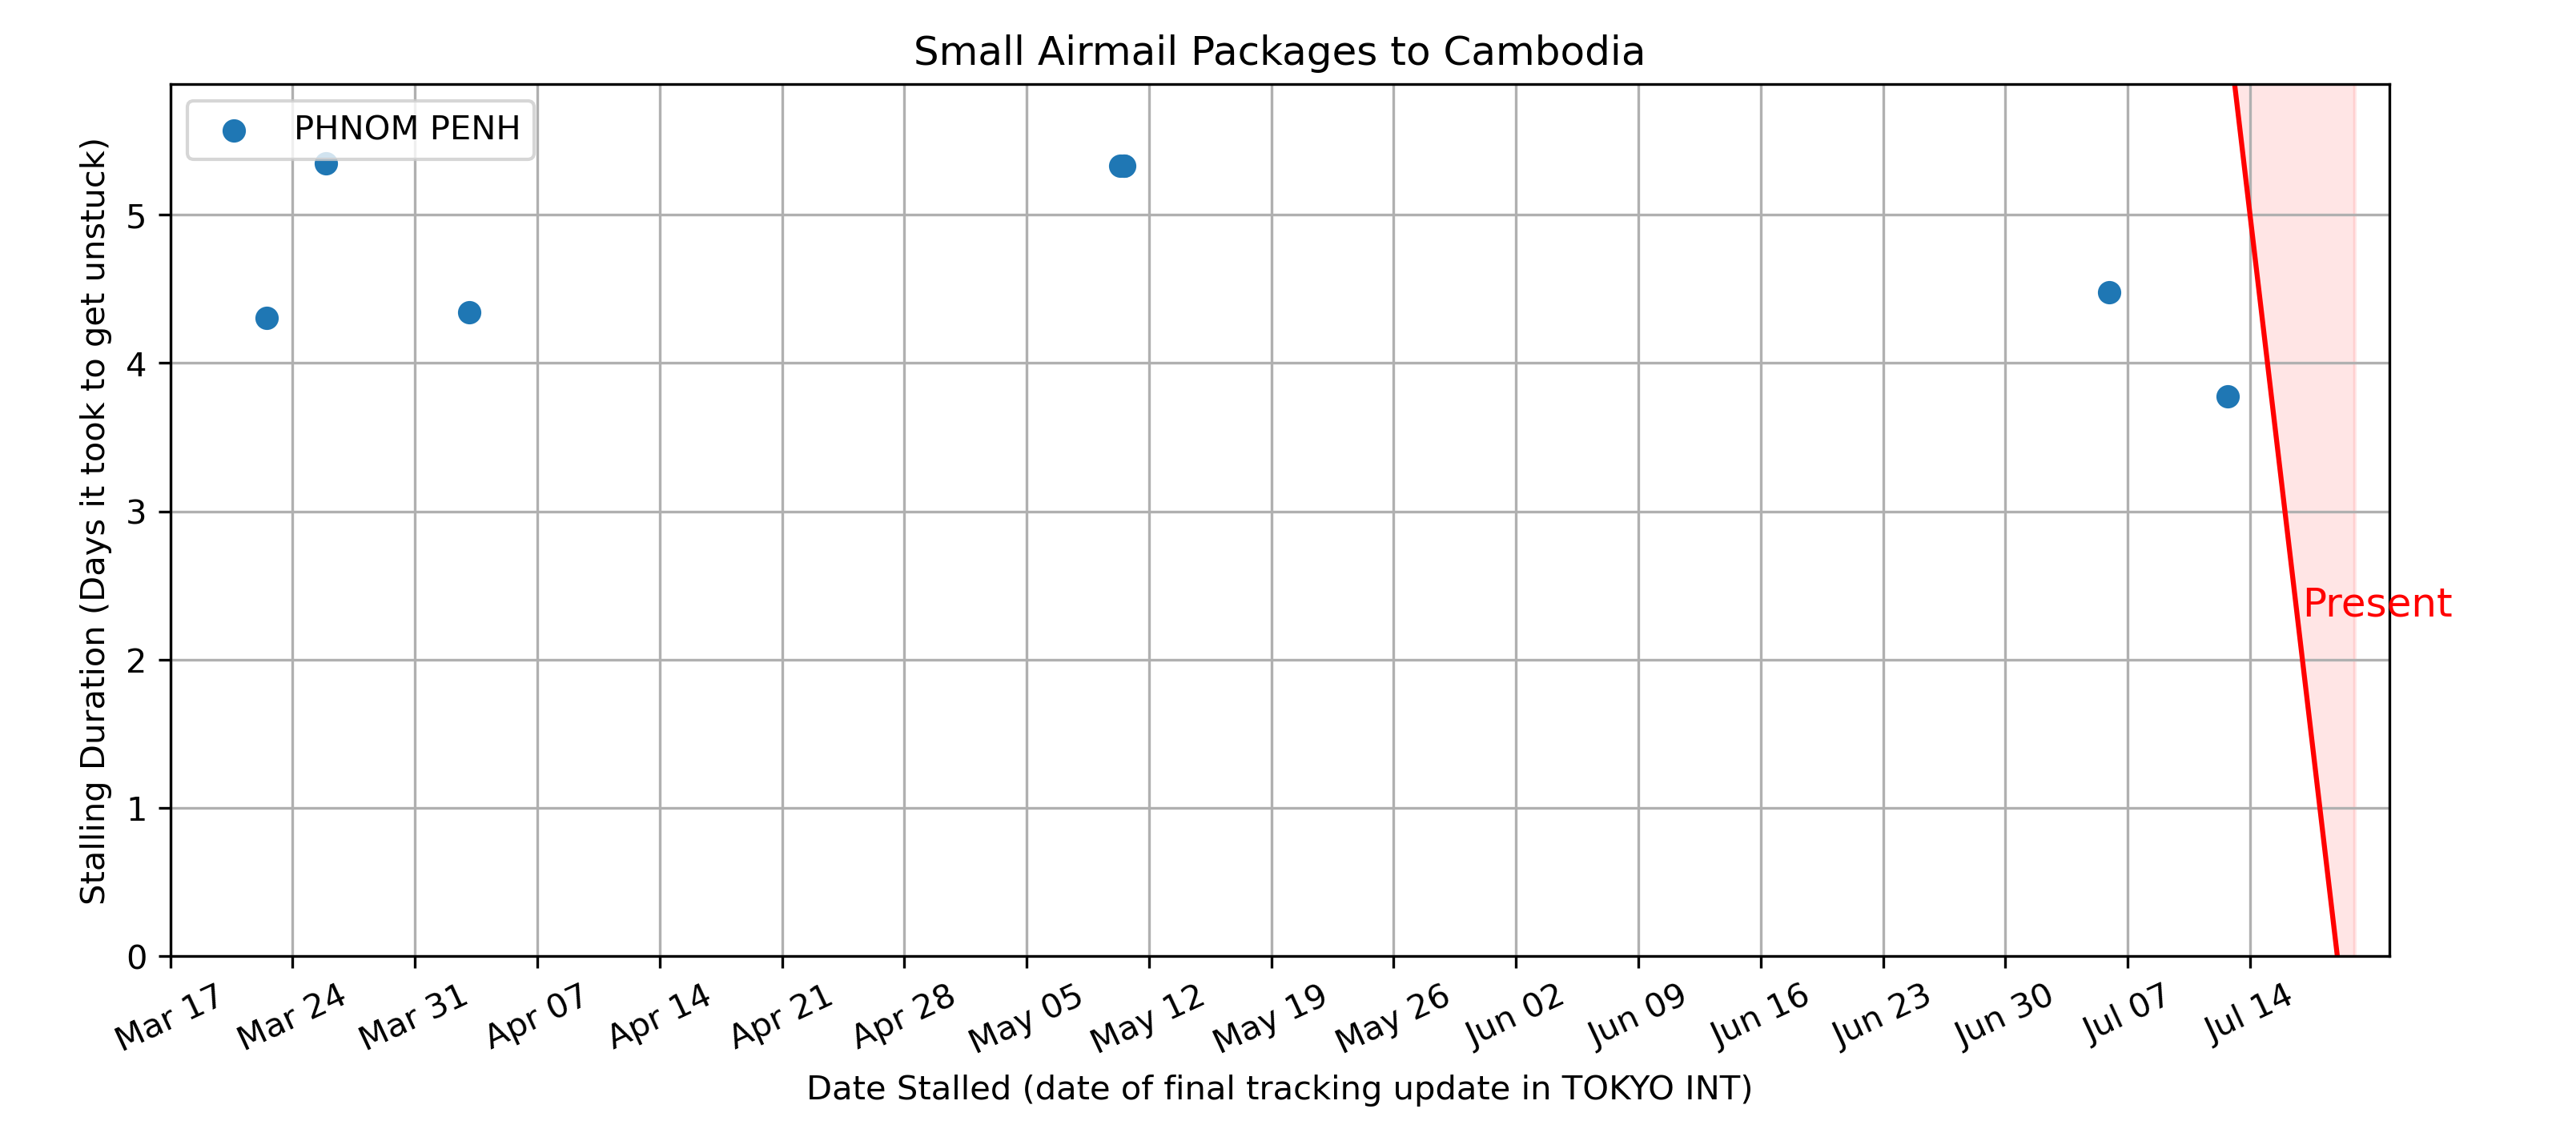 Small Airmail Packages to Cambodia
PHNOM PENH
Stalling Duration (Days it took to get unstuck)
5
4
3
2
1
0
Present
Mar 17
Mar 24
Mar 31
Apr 07
Apr 14
Apr 21
Apr 28
May 05
May 12
May 19
May 26
Jun 02
Jun 09
Jun 16
Jun 23
Jun 30
Jul 07
Jul 14
Date Stalled (date of final tracking update in TOKYO INT)